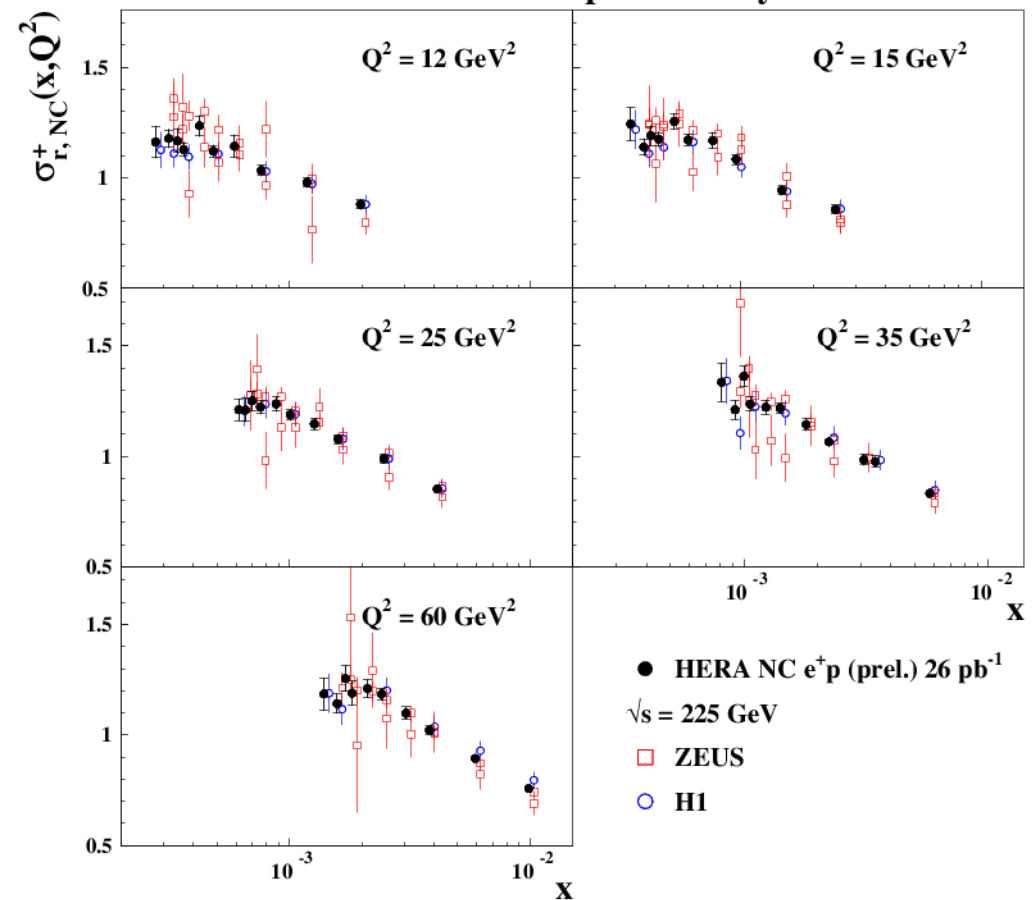 σ⁺r, NC(x,Q²)
Q² = 12 GeV²
Q² = 15 GeV²
1.5
1
0.5
Q² = 25 GeV²
Q² = 35 GeV²
1.5
1
0.5
10⁻³
10⁻²
x
Q² = 60 GeV²
1.5
1
0.5
HERA NC e⁺p (prel.) 26 pb⁻¹
√s = 225 GeV
ZEUS
H1
10⁻³
10⁻²
x